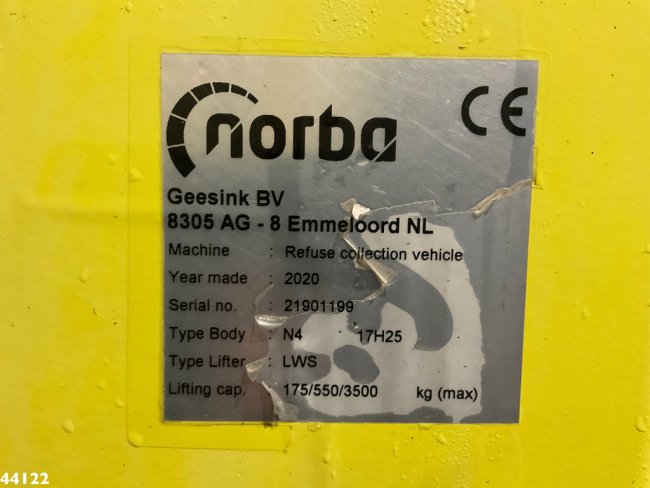 norba CE
Geesink BV
8305 AG - 8 Emmeloord NL
Machine : Refuse collection vehicle
Year made : 2020
Serial no. : 21901199
Type Body : N4 17H25
Type Lifter : LWS
Lifting cap. : 175/550/3500 kg (max)
44122